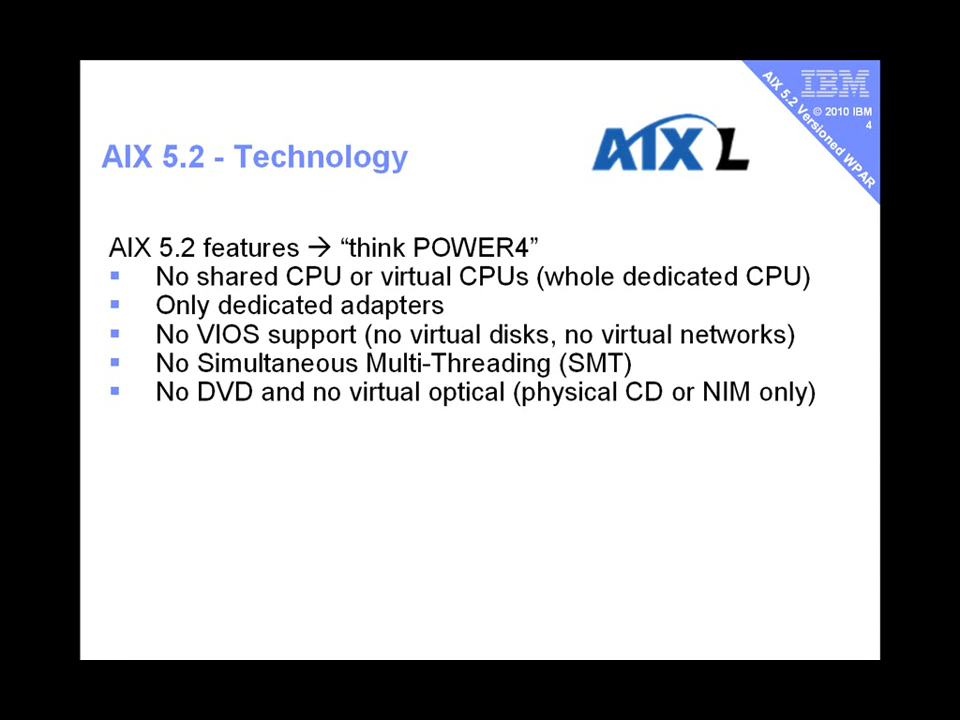 IBM
© 2010 IBM
4
AIX 5.2 Versioned WPAR
AIX L
AIX 5.2 - Technology
AIX 5.2 features → “think POWER4”
▪ No shared CPU or virtual CPUs (whole dedicated CPU)
▪ Only dedicated adapters
▪ No VIOS support (no virtual disks, no virtual networks)
▪ No Simultaneous Multi-Threading (SMT)
▪ No DVD and no virtual optical (physical CD or NIM only)